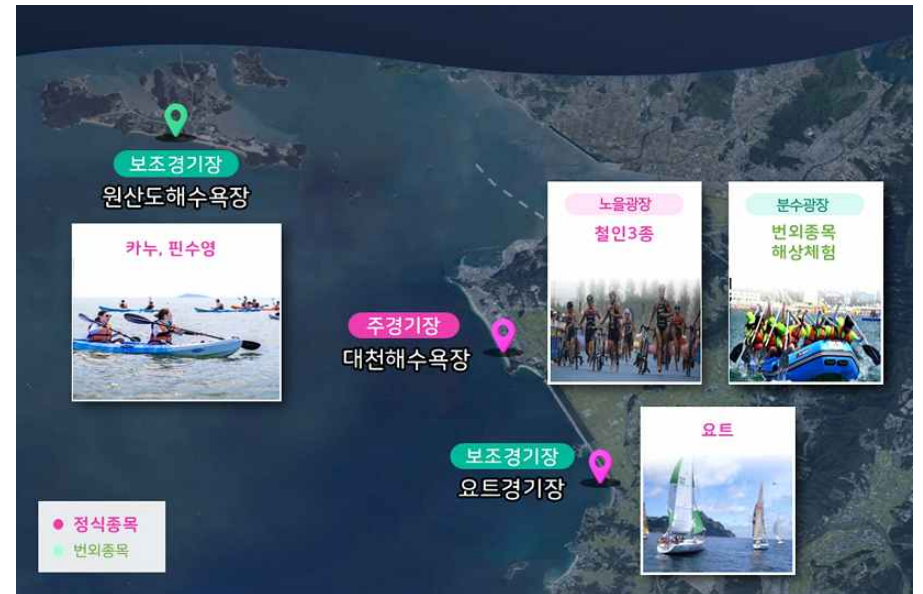 보조경기장
원산도해수욕장
카누, 핀수영
노을광장
철인3종
분수광장
번외종목
해상체험
주경기장
대천해수욕장
보조경기장
요트경기장
요트
정식종목
번외종목